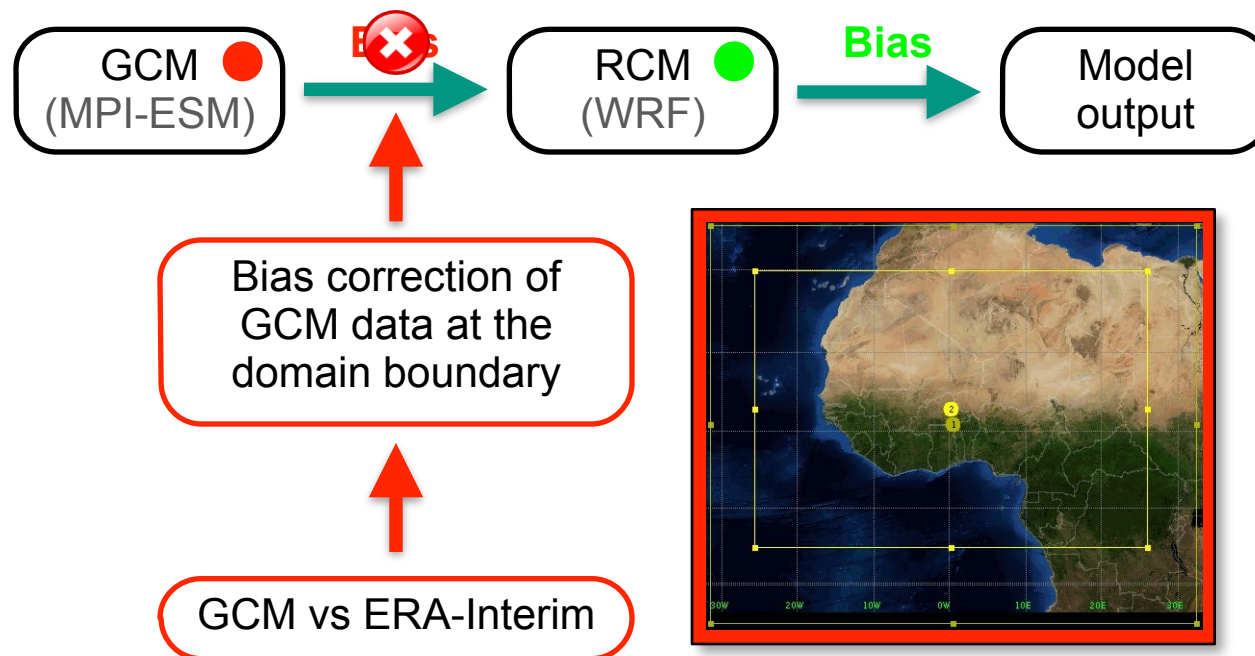 Bias
GCM
(MPI-ESM)
RCM
(WRF)
Bias
Model
output
Bias correction of
GCM data at the
domain boundary
GCM vs ERA-Interim
2
1
30W 20W 10W 0W 10E 20E 30E